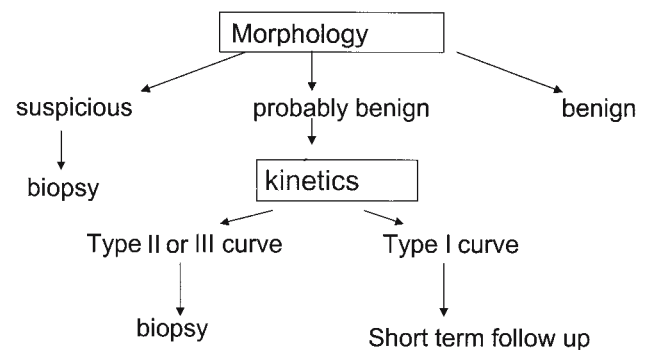 Morphology
suspicious
probably benign
benign
biopsy
kinetics
Type II or III curve
Type I curve
biopsy
Short term follow up